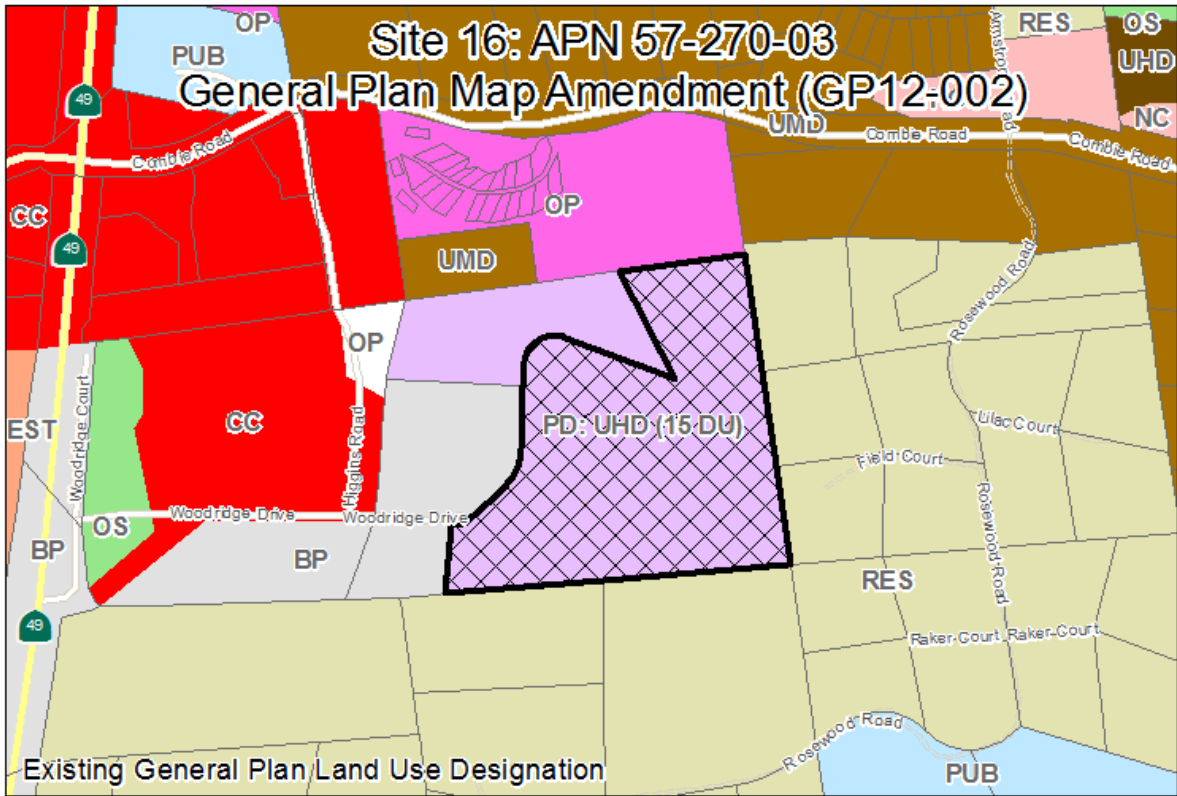 OP
RES
OS
Site 16: APN 57-270-03
PUB
UHD
General Plan Map Amendment (GP12-002)
49
Armstrong Road
NC
UMD
Combie Road
Combie Road
Combie Road
CC
OP
49
UMD
Rosewood Road
OP
Woodridge Court
EST
CC
PD: UHD (15 DU)
Lilac Court
Higgins Road
Field Court
Rosewood Road
Woodridge Drive
Woodridge Drive
OS
BP
BP
RES
49
Raker Court
Raker Court
Rosewood Road
Existing General Plan Land Use Designation
PUB